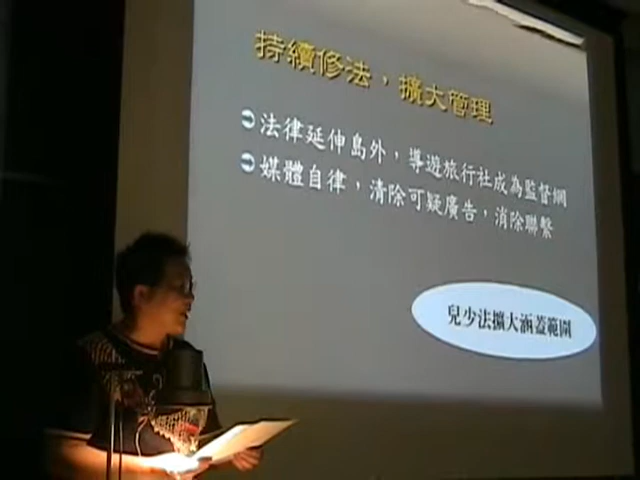 持續修法，擴大管理
法律延伸島外，導遊旅行社成為監督網
媒體自律，清除可疑廣告，消除聯繫
兒少法擴大涵蓋範圍